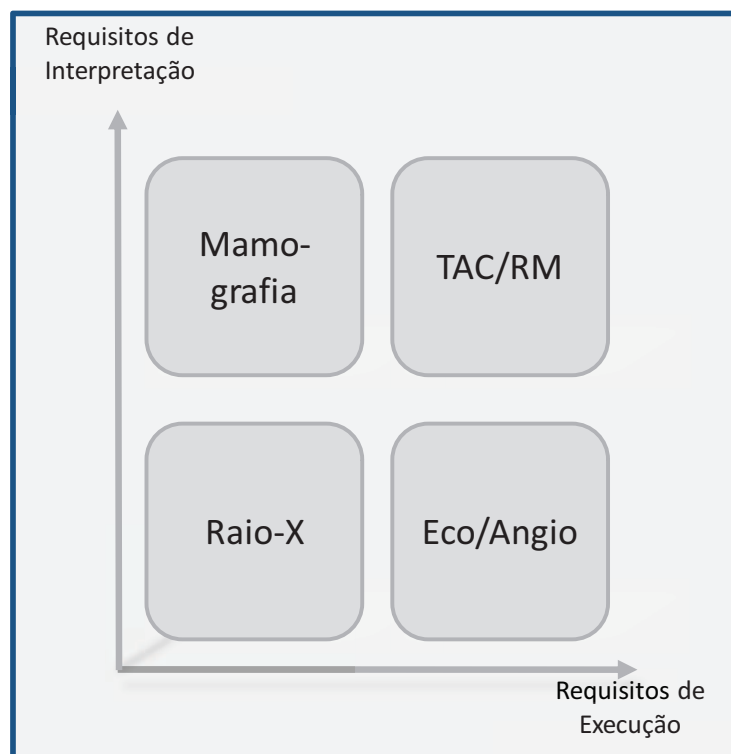 Requisitos de
Interpretação
Mamo-
grafia
TAC/RM
Raio-X
Eco/Angio
Requisitos de
Execução